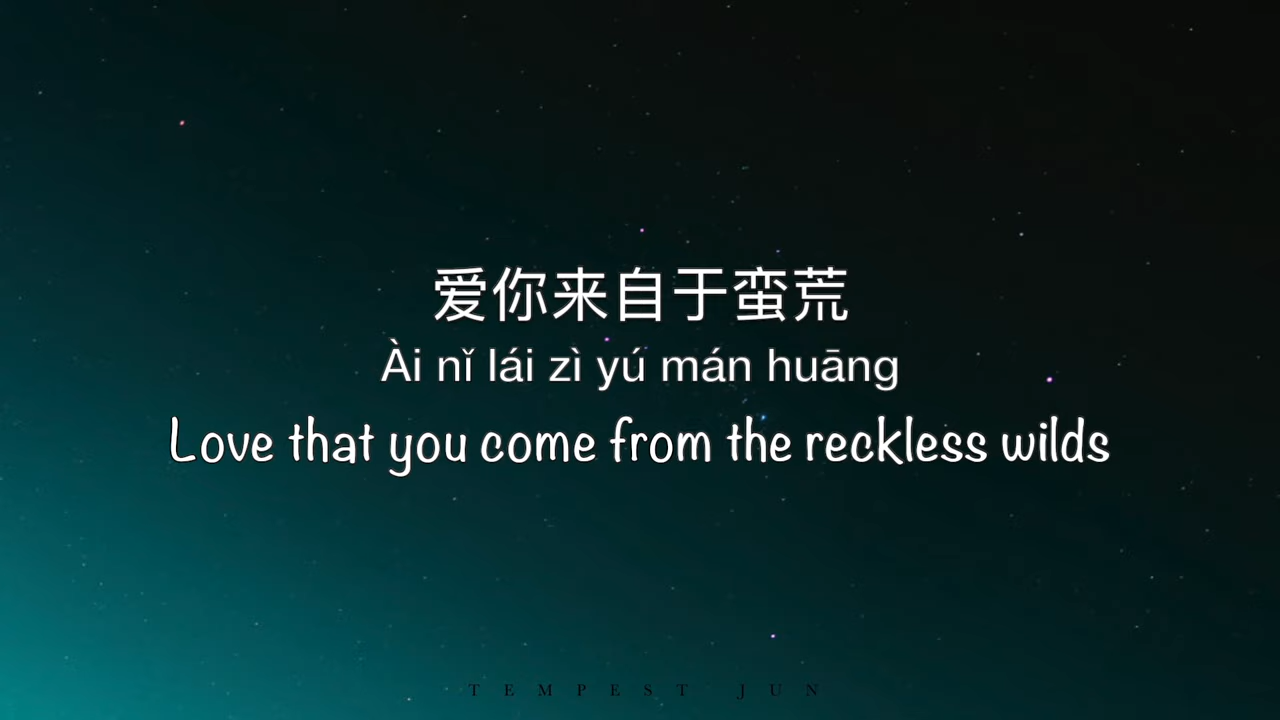 爱你来自于蛮荒
Ài nǐ lái zì yú mán huāng
Love that you come from the reckless wilds
TEMPEST JUN